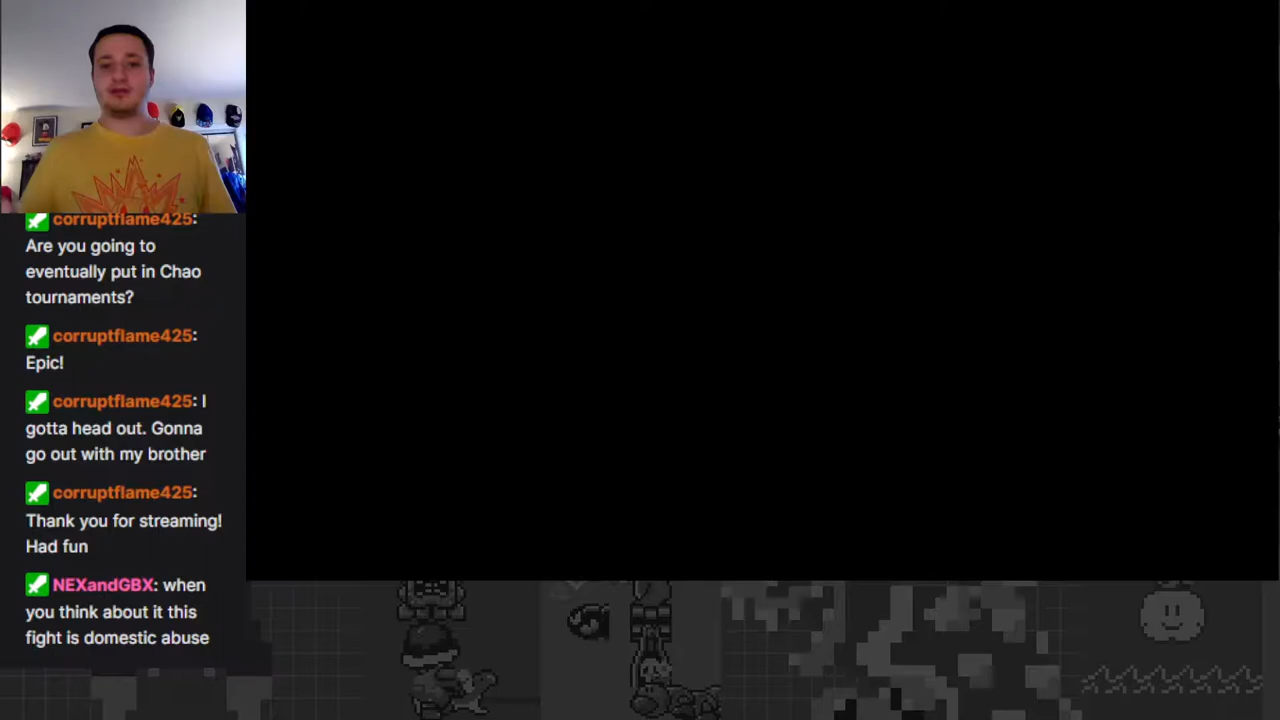 corruptflame425:
Are you going to
eventually put in Chao
tournaments?
corruptflame425:
Epic!
corruptflame425: I
gotta head out. Gonna
go out with my brother
corruptflame425:
Thank you for streaming!
Had fun
NEXandGBX: when
you think about it this
fight is domestic abuse